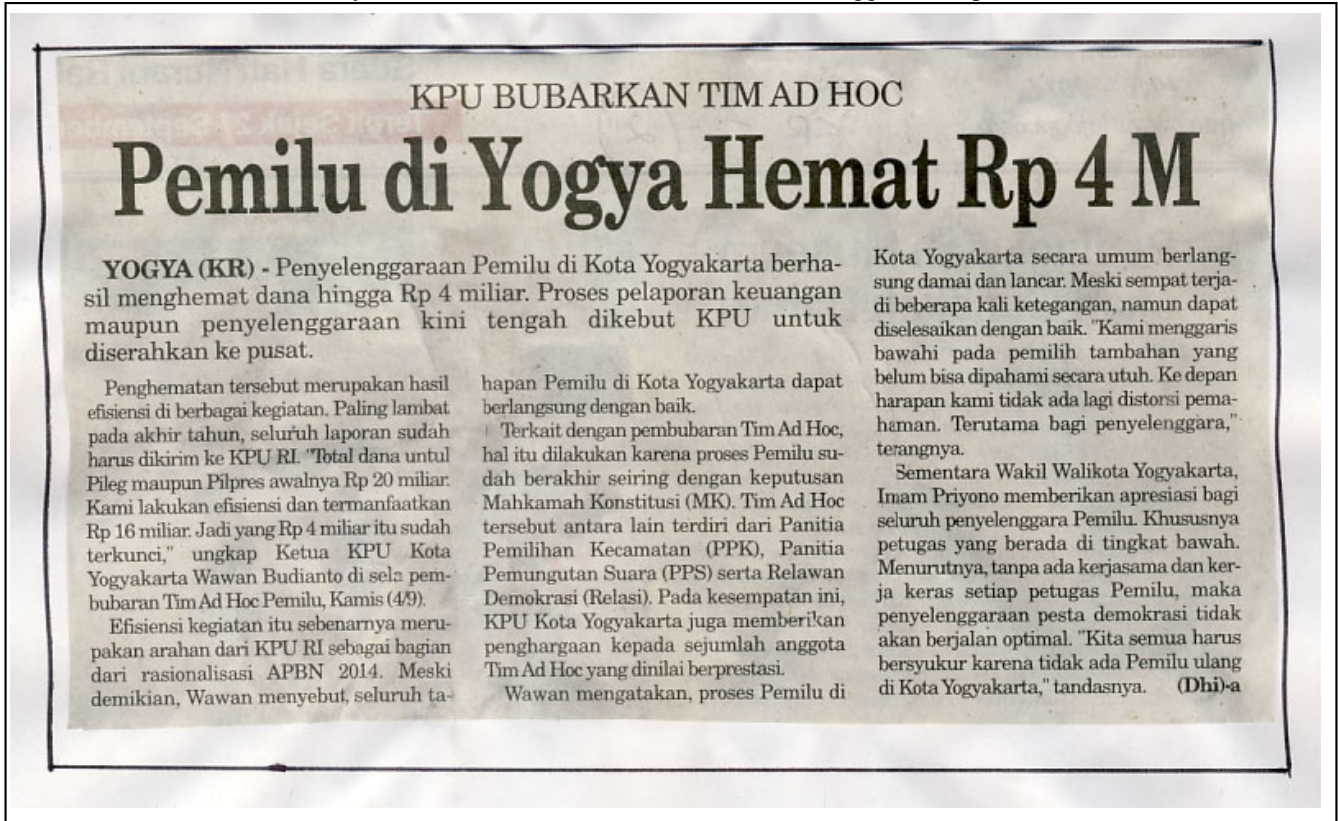 KPU BUBARKAN TIM AD HOC
Pemilu di Yogya Hemat Rp 4 M
YOGYA (KR) - Penyelenggaraan Pemilu di Kota Yogyakarta berha-
sil menghemat dana hingga Rp 4 miliar. Proses pelaporan keuangan
maupun penyelenggaraan kini tengah dikebut KPU untuk
diserahkan ke pusat.
Penghematan tersebut merupakan hasil
efisiensi di berbagai kegiatan. Paling lambat
pada akhir tahun, seluruh laporan sudah
harus dikirim ke KPU RI. "Total dana untul
Pileg maupun Pilpres awalnya Rp 20 miliar.
Kami lakukan efisiensi dan termanfaatkan
Rp 16 miliar. Jadi yang Rp 4 miliar itu sudah
terkunci," ungkap Ketua KPU Kota
Yogyakarta Wawan Budianto di sela pem-
bubaran Tim Ad Hoc Pemilu, Kamis (4/9).
Efisiensi kegiatan itu sebenarnya meru-
pakan arahan dari KPU RI sebagai bagian
dari rasionalisasi APBN 2014. Meski
demikian, Wawan menyebut, seluruh ta-
hapan Pemilu di Kota Yogyakarta dapat
berlangsung dengan baik.
Terkait dengan pembubaran Tim Ad Hoc,
hal itu dilakukan karena proses Pemilu su-
dah berakhir seiring dengan keputusan
Mahkamah Konstitusi (MK). Tim Ad Hoc
tersebut antara lain terdiri dari Panitia
Pemilihan Kecamatan (PPK), Panitia
Pemungutan Suara (PPS) serta Relawan
Demokrasi (Relasi). Pada kesempatan ini,
KPU Kota Yogyakarta juga memberikan
penghargaan kepada sejumlah anggota
Tim Ad Hoc yang dinilai berprestasi.
Wawan mengatakan, proses Pemilu di
Kota Yogyakarta secara umum berlang-
sung damai dan lancar. Meski sempat terja-
di beberapa kali ketegangan, namun dapat
diselesaikan dengan baik. "Kami menggaris
bawahi pada pemilih tambahan yang
belum bisa dipahami secara utuh. Ke depan
harapan kami tidak ada lagi distorsi pema-
haman. Terutama bagi penyelenggara,"
terangnya.
Sementara Wakil Walikota Yogyakarta,
Imam Priyono memberikan apresiasi bagi
seluruh penyelenggara Pemilu. Khususnya
petugas yang berada di tingkat bawah.
Menurutnya, tanpa ada kerjasama dan ker-
ja keras setiap petugas Pemilu, maka
penyelenggaraan pesta demokrasi tidak
akan berjalan optimal. "Kita semua harus
bersyukur karena tidak ada Pemilu ulang
di Kota Yogyakarta," tandasnya. (Dhi)-a